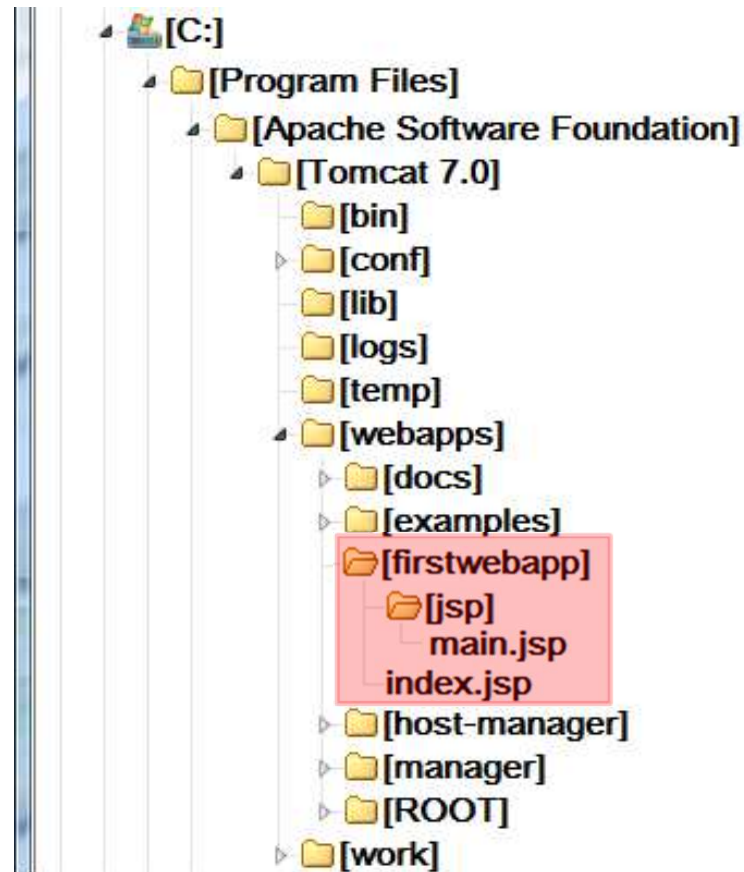 [C:]
[Program Files]
[Apache Software Foundation]
[Tomcat 7.0]
[bin]
[conf]
[lib]
[logs]
[temp]
[webapps]
[docs]
[examples]
[firstwebapp]
[jsp]
main.jsp
index.jsp
[host-manager]
[manager]
[ROOT]
[work]